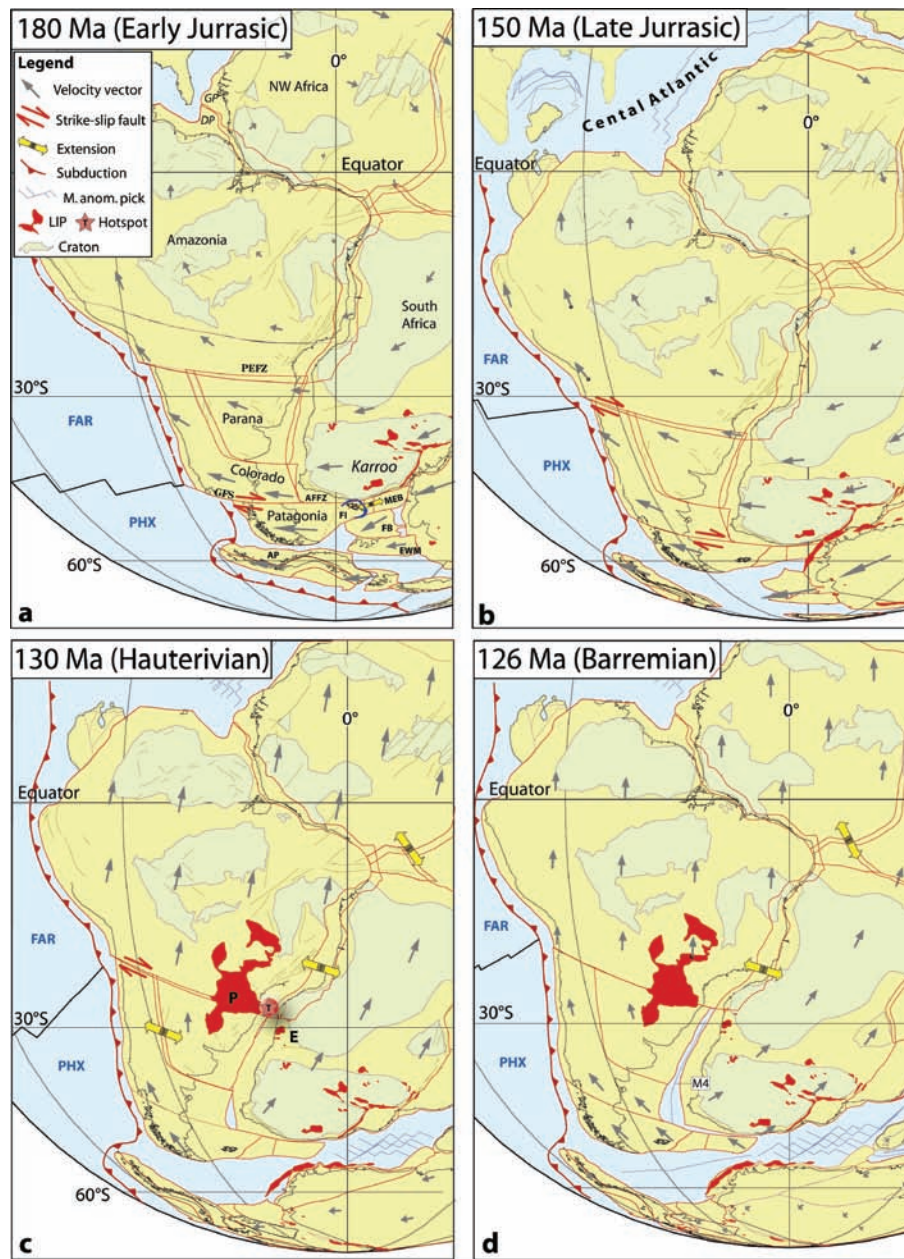 180 Ma (Early Jurrasic)
Legend
Velocity vector
Strike-slip fault
Extension
Subduction
M. anom. pick
LIP
T
Hotspot
Craton
0°
NW Africa
GP
DP
Equator
Amazonia
South
Africa
PEFZ
30°S
Parana
FAR
Karroo
Colorado
GFS
AFFZ
MEB
Patagonia
FI
FB
PHX
EWM
AP
60°S
a
150 Ma (Late Jurrasic)
Cental Atlantic
0°
Equator
FAR
30°S
PHX
60°S
b
130 Ma (Hauterivian)
0°
Equator
FAR
P
T
E
30°S
PHX
60°S
c
126 Ma (Barremian)
0°
Equator
FAR
30°S
PHX
M4
d